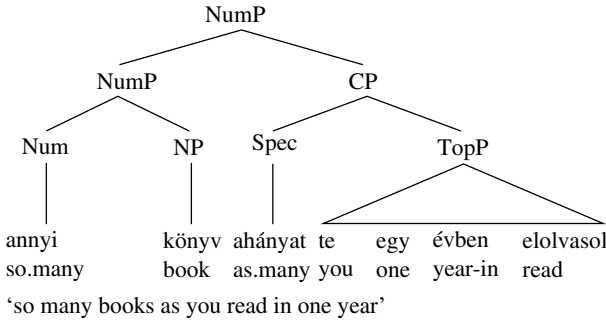 NumP
NumP CP
Num NP Spec TopP
annyi könyv ahányat te egy évben elolvasol
so.many book as.many you one year-in read
‘so many books as you read in one year’